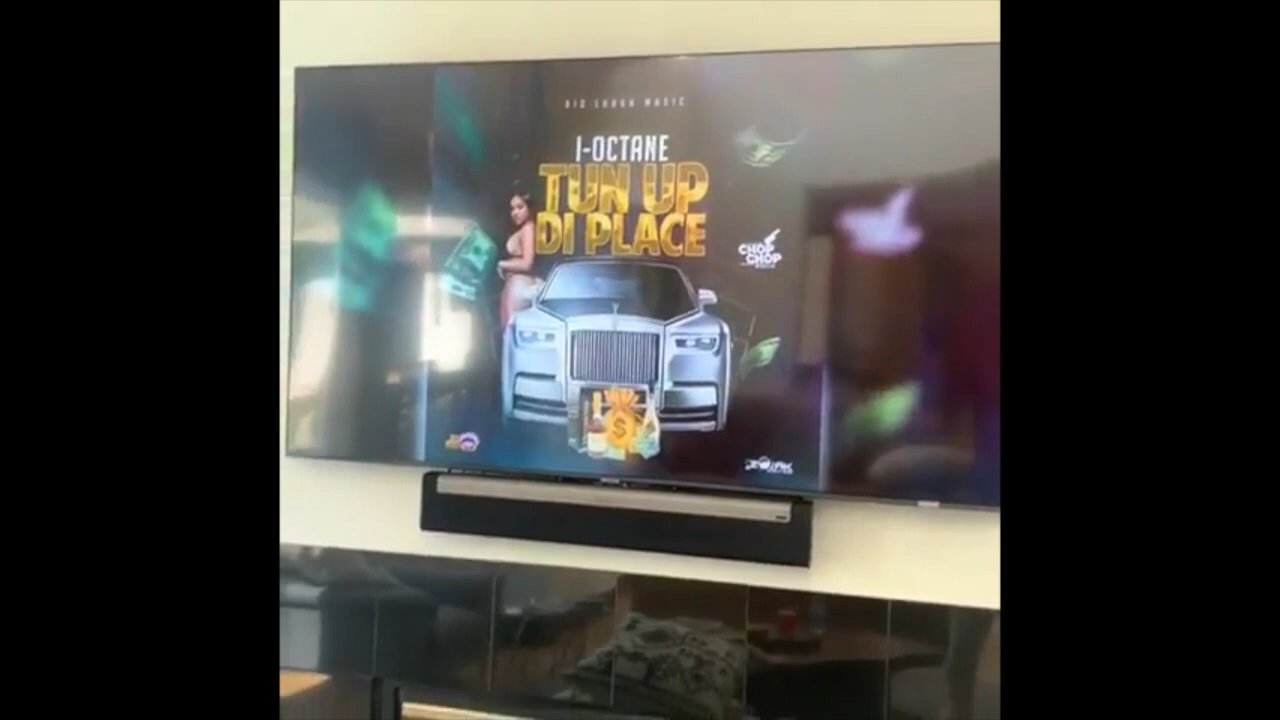 I-OCTANE
TUN UP
DI PLACE
CHOP
CHOP
$